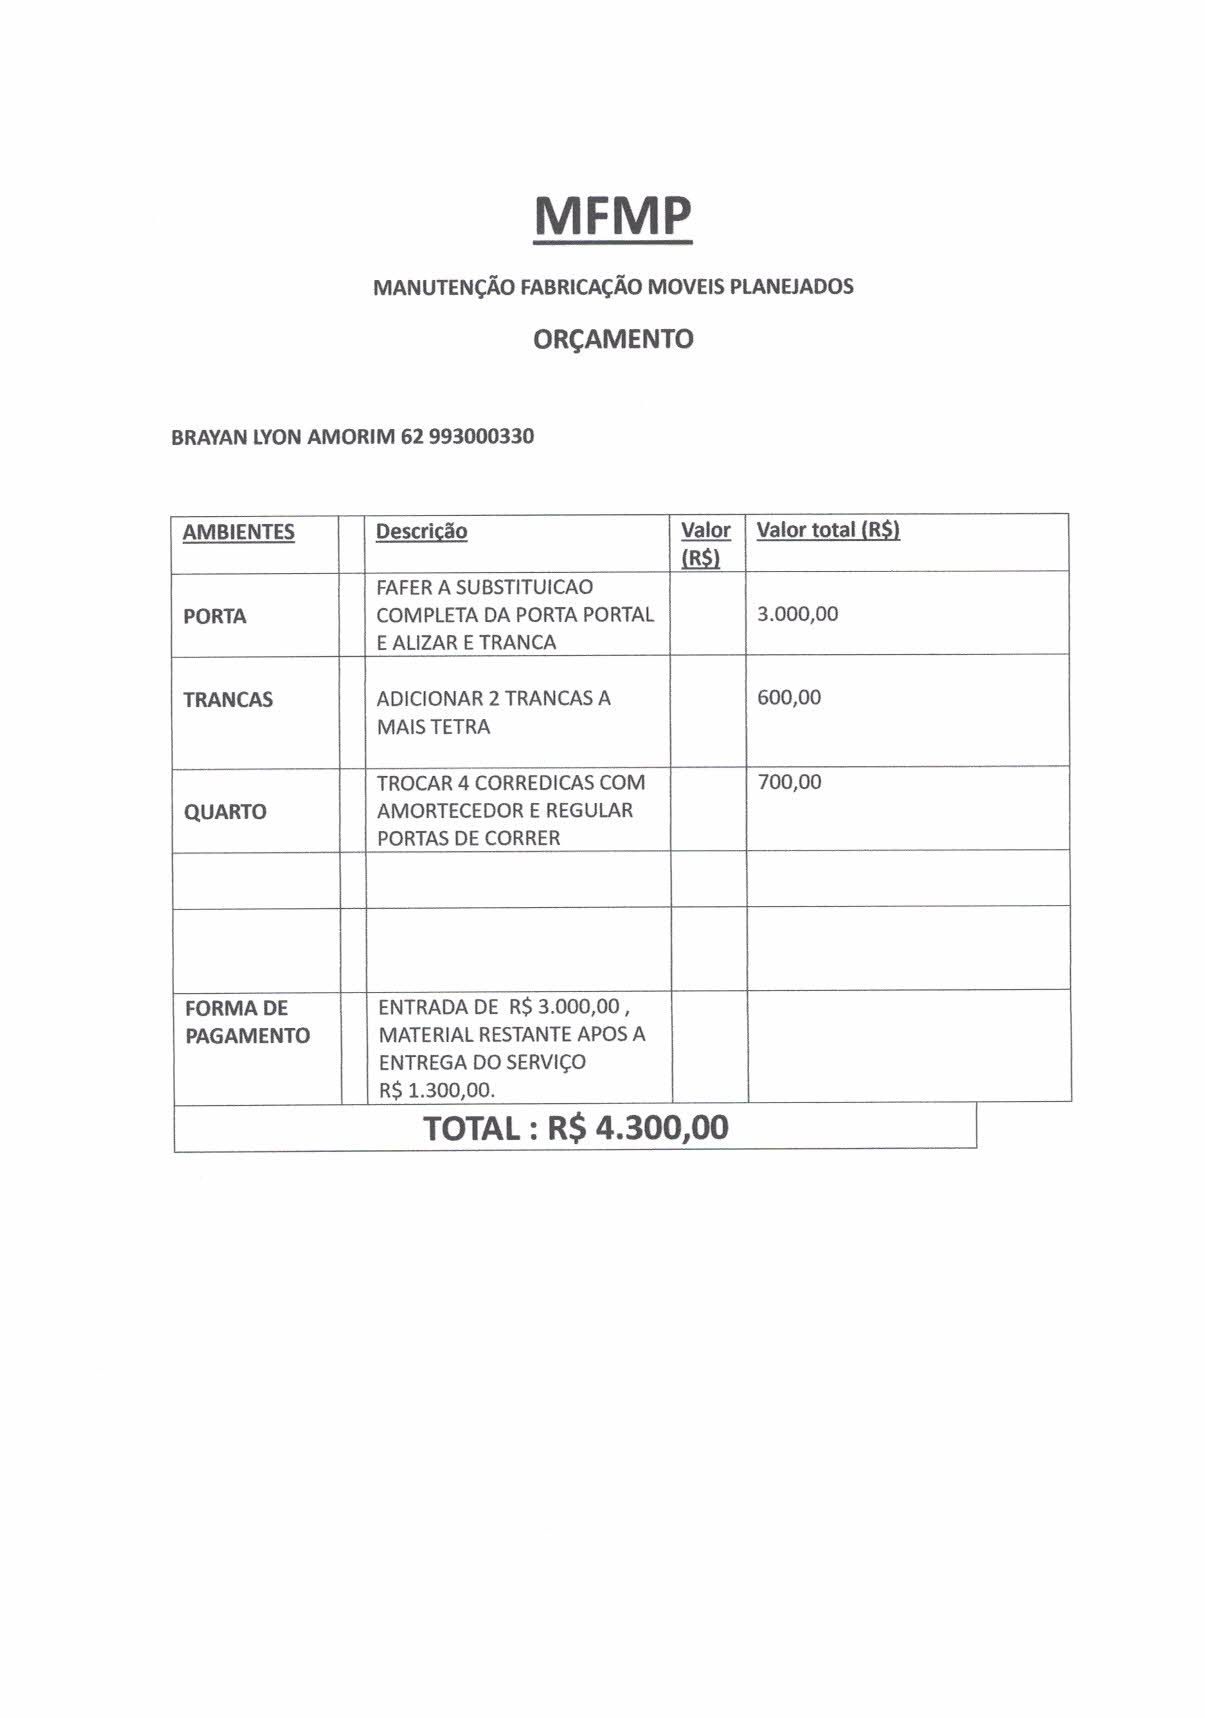 MFMP
MANUTENÇÃO FABRICAÇÃO MOVEIS PLANEJADOS
ORÇAMENTO
BRAYAN LYON AMORIM 62 993000330
AMBIENTES Descrição Valor (R$) Valor total (R$)
PORTA
FAFER A SUBSTITUICAO
COMPLETA DA PORTA PORTAL
E ALIZAR E TRANCA
3.000,00
TRANCAS
ADICIONAR 2 TRANCAS A
MAIS TETRA
600,00
QUARTO
TROCAR 4 CORREDICAS COM
AMORTECEDOR E REGULAR
PORTAS DE CORRER
700,00
FORMA DE
PAGAMENTO
ENTRADA DE R$ 3.000,00 ,
MATERIAL RESTANTE APOS A
ENTREGA DO SERVIÇO
R$ 1.300,00.
TOTAL : R$ 4.300,00